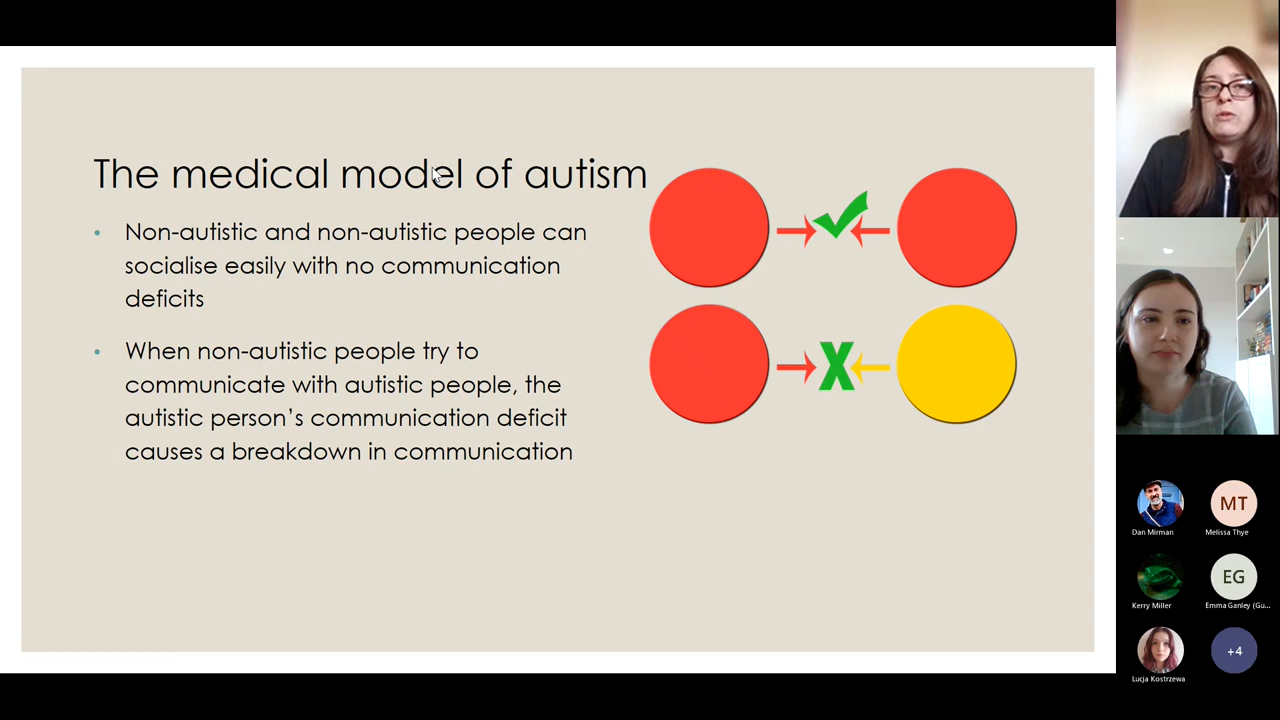 The medical model of autism
• Non-autistic and non-autistic people can
socialise easily with no communication
deficits
• When non-autistic people try to
communicate with autistic people, the
autistic person’s communication deficit
causes a breakdown in communication
MT
Dan Mirman
Melissa Thye
EG
Kerry Miller
Emma Ganley (Gu...
+4
Lucja Kostrzewa